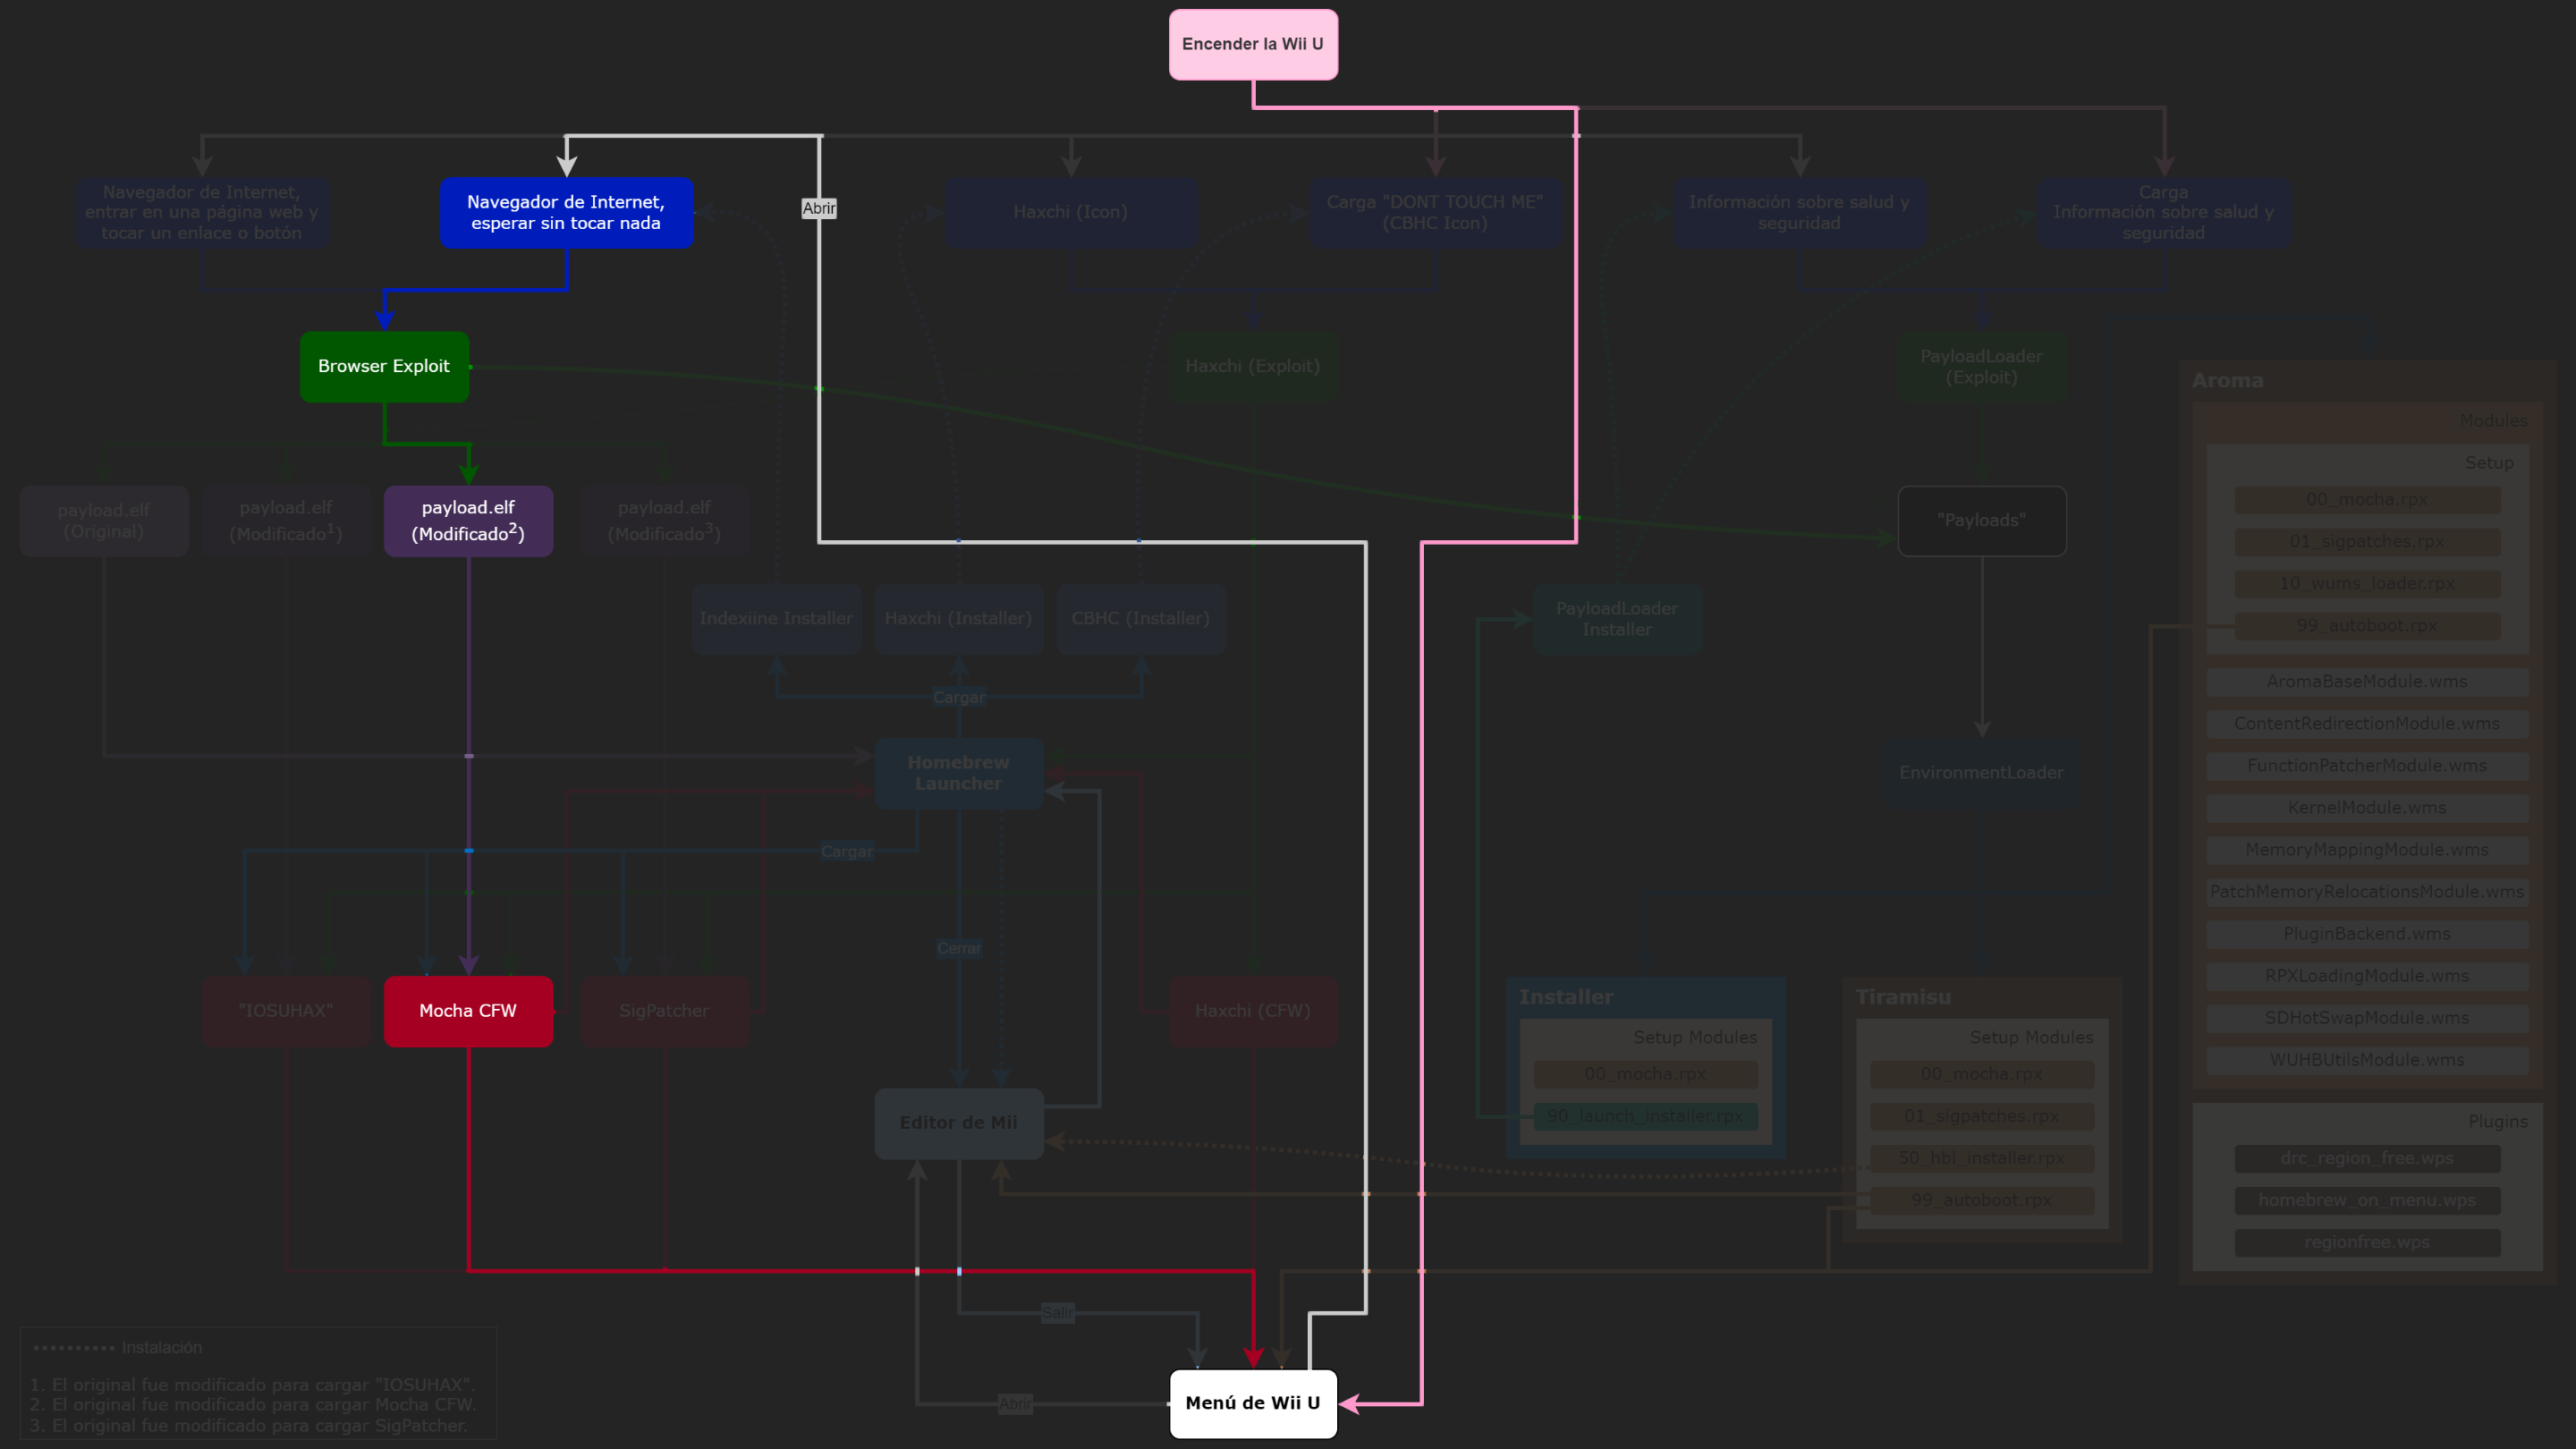 Encender la Wii U
Abrir
Navegador de Internet,
entrar en una página web y
tocar un enlace o botón
Navegador de Internet,
esperar sin tocar nada
Haxchi (Icon)
Carga "DONT TOUCH ME"
(CBHC Icon)
Información sobre salud y
seguridad
Carga
Información sobre salud y
seguridad
Browser Exploit
Haxchi (Exploit)
PayloadLoader
(Exploit)
payload.elf
(Original)
payload.elf
(Modificado1)
payload.elf
(Modificado2)
payload.elf
(Modificado3)
"Payloads"
Indexiine Installer
Haxchi (Installer)
CBHC (Installer)
PayloadLoader
Installer
Cargar
Homebrew
Launcher
EnvironmentLoader
Cargar
Cerrar
"IOSUHAX"
Mocha CFW
SigPatcher
Haxchi (CFW)
Editor de Mii
Installer
Setup Modules
00_mocha.rpx
90_launch_installer.rpx
Tiramisu
Setup Modules
00_mocha.rpx
01_sigpatches.rpx
50_hbl_installer.rpx
99_autoboot.rpx
Aroma
Modules
Setup
00_mocha.rpx
01_sigpatches.rpx
10_wums_loader.rpx
99_autoboot.rpx
AromaBaseModule.wms
ContentRedirectionModule.wms
FunctionPatcherModule.wms
KernelModule.wms
MemoryMappingModule.wms
PatchMemoryRelocationsModule.wms
PluginBackend.wms
RPXLoadingModule.wms
SDHotSwapModule.wms
WUHBUtilsModule.wms
Plugins
drc_region_free.wps
homebrew_on_menu.wps
regionfree.wps
Salir
Abrir
Menú de Wii U
Instalación
1. El original fue modificado para cargar "IOSUHAX".
2. El original fue modificado para cargar Mocha CFW.
3. El original fue modificado para cargar SigPatcher.